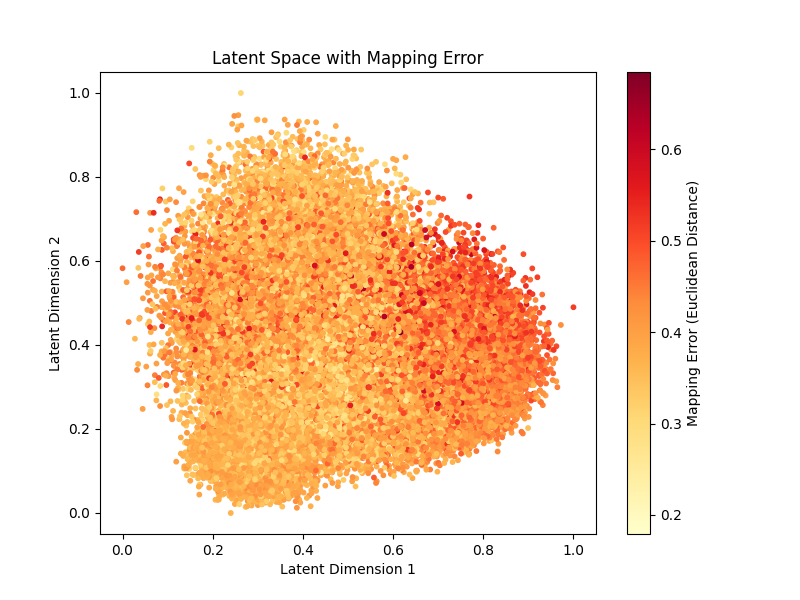 Latent Space with Mapping Error
1.0
0.8
0.6
0.4
0.2
0.0
Latent Dimension 2
0.0 0.2 0.4 0.6 0.8 1.0
Latent Dimension 1
0.6
0.5
0.4
0.3
0.2
Mapping Error (Euclidean Distance)